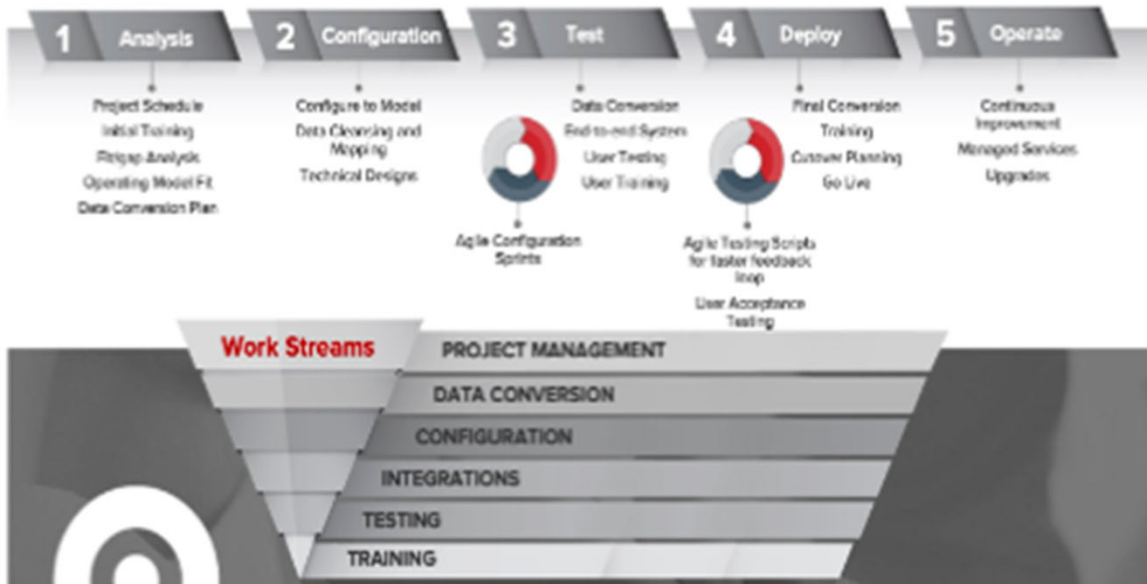 1 Analysis
Project Schedule
Initial Training
Fit/gap Analysis
Operating Model Fit
Data Conversion Plan
2 Configuration
Configure to Model
Data Cleansing and
Mapping
Technical Designs
3 Test
Data Conversion
End-to-end System
User Testing
User Training
Agile Configuration
Sprints
4 Deploy
Final Conversion
Training
Cutover Planning
Go Live
Agile Testing Scripts
for faster feedback
loop
User Acceptance
Testing
5 Operate
Continuous
Improvement
Managed Services
Upgrades
Work Streams
PROJECT MANAGEMENT
DATA CONVERSION
CONFIGURATION
INTEGRATIONS
TESTING
TRAINING